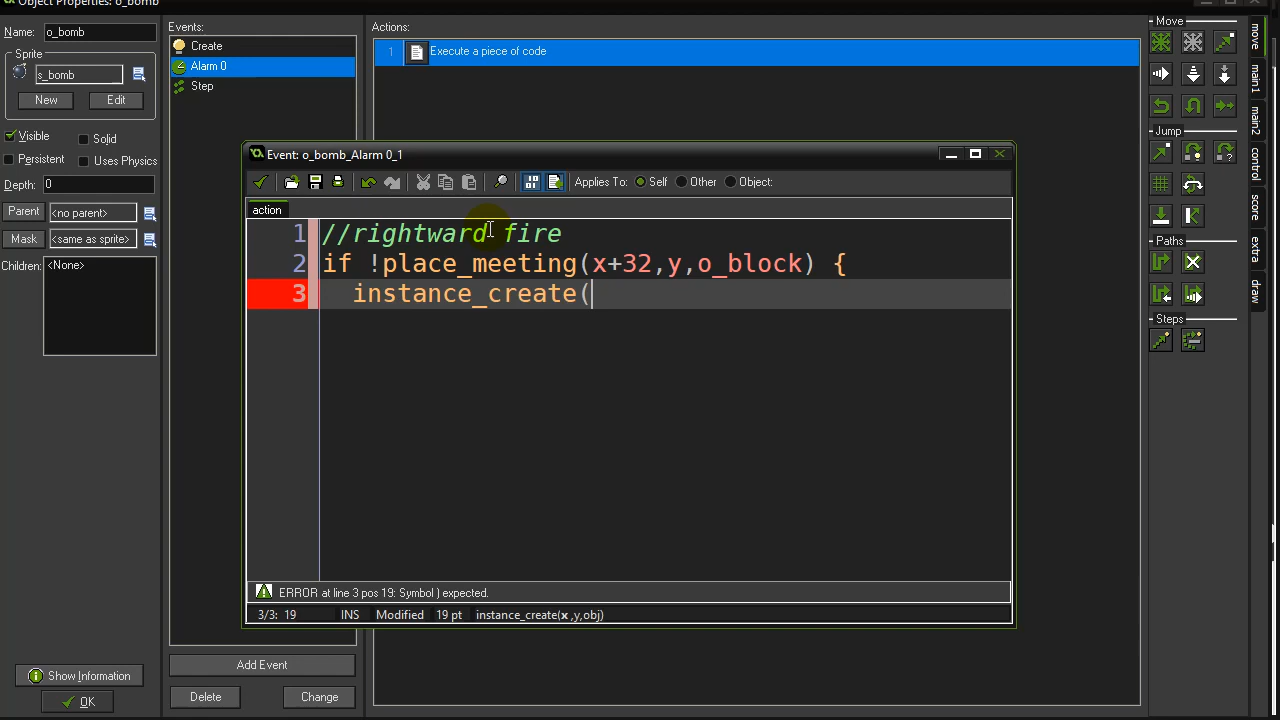 Object Properties: o_bomb
Name: o_bomb
Sprite
s_bomb
New Edit
Visible Solid
Persistent Uses Physics
Depth: 0
Parent <no parent>
Mask <same as sprite>
Children: <None>
Show Information
OK
Events:
Create
Alarm 0
Step
Add Event
Delete Change
Actions:
1 Execute a piece of code
Event: o_bomb_Alarm 0_1
Applies To: Self Other Object:
action
1 //rightward fire
2 if !place_meeting(x+32,y,o_block) {
3 instance_create(
ERROR at line 3 pos 19: Symbol ) expected.
3/3: 19 INS Modified 19 pt instance_create(x ,y,obj)
Move
Jump
Paths
Steps
move
main1
main2
control
score
extra
draw